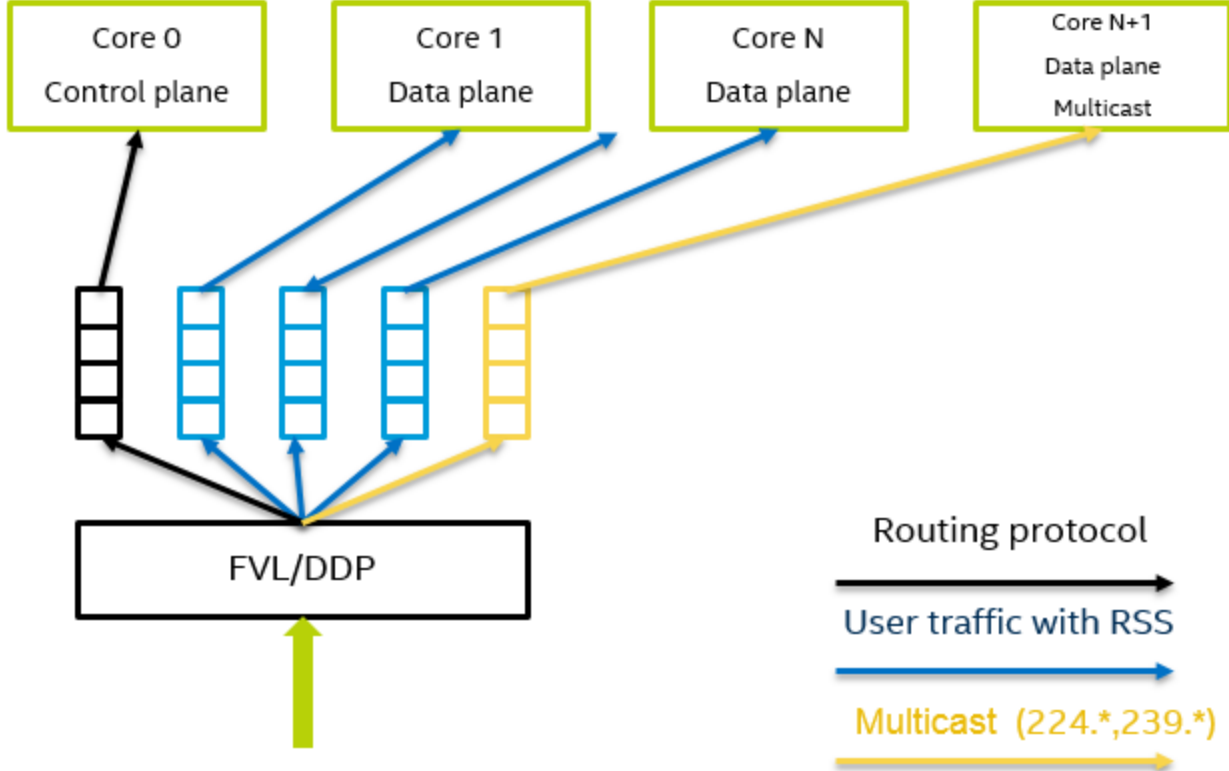 Core 0
Control plane
Core 1
Data plane
Core N
Data plane
Core N+1
Data plane
Multicast
FVL/DDP
Routing protocol
User traffic with RSS
Multicast (224.*,239.*)